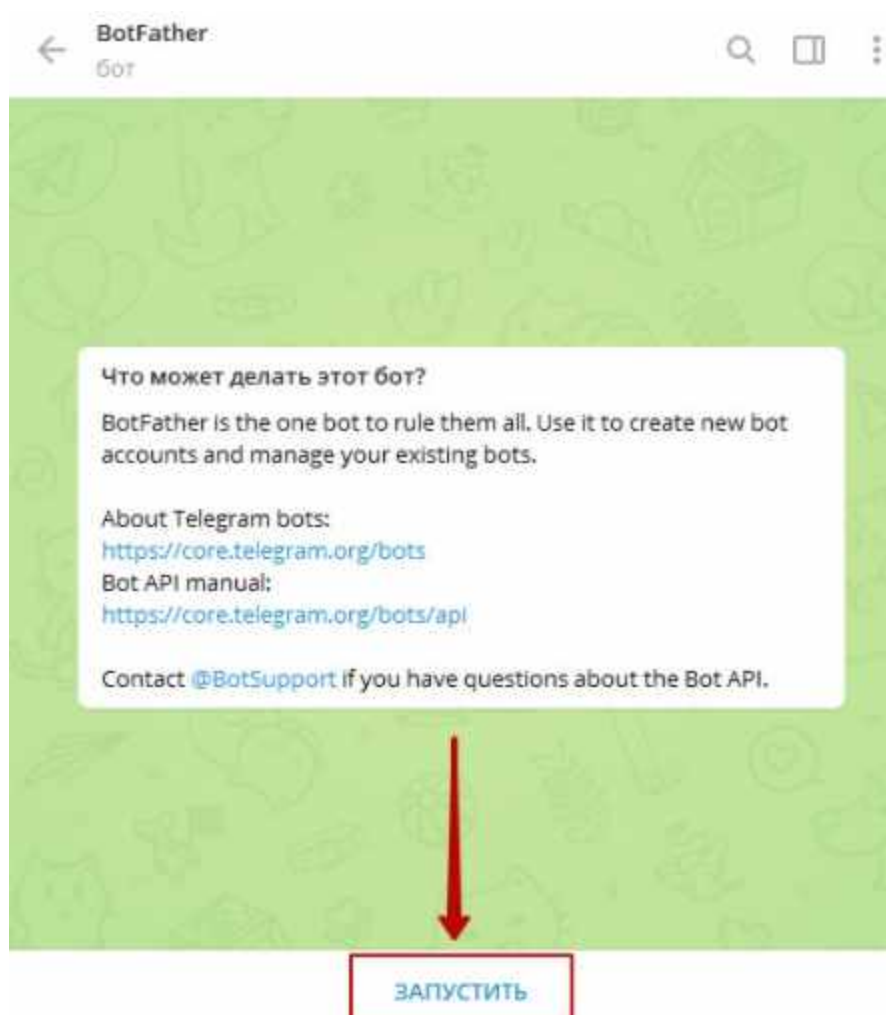 BotFather
бот
Что может делать этот бот?
BotFather is the one bot to rule them all. Use it to create new bot
accounts and manage your existing bots.
About Telegram bots:
https://core.telegram.org/bots
Bot API manual:
https://core.telegram.org/bots/api
Contact @BotSupport if you have questions about the Bot API.
ЗАПУСТИТЬ